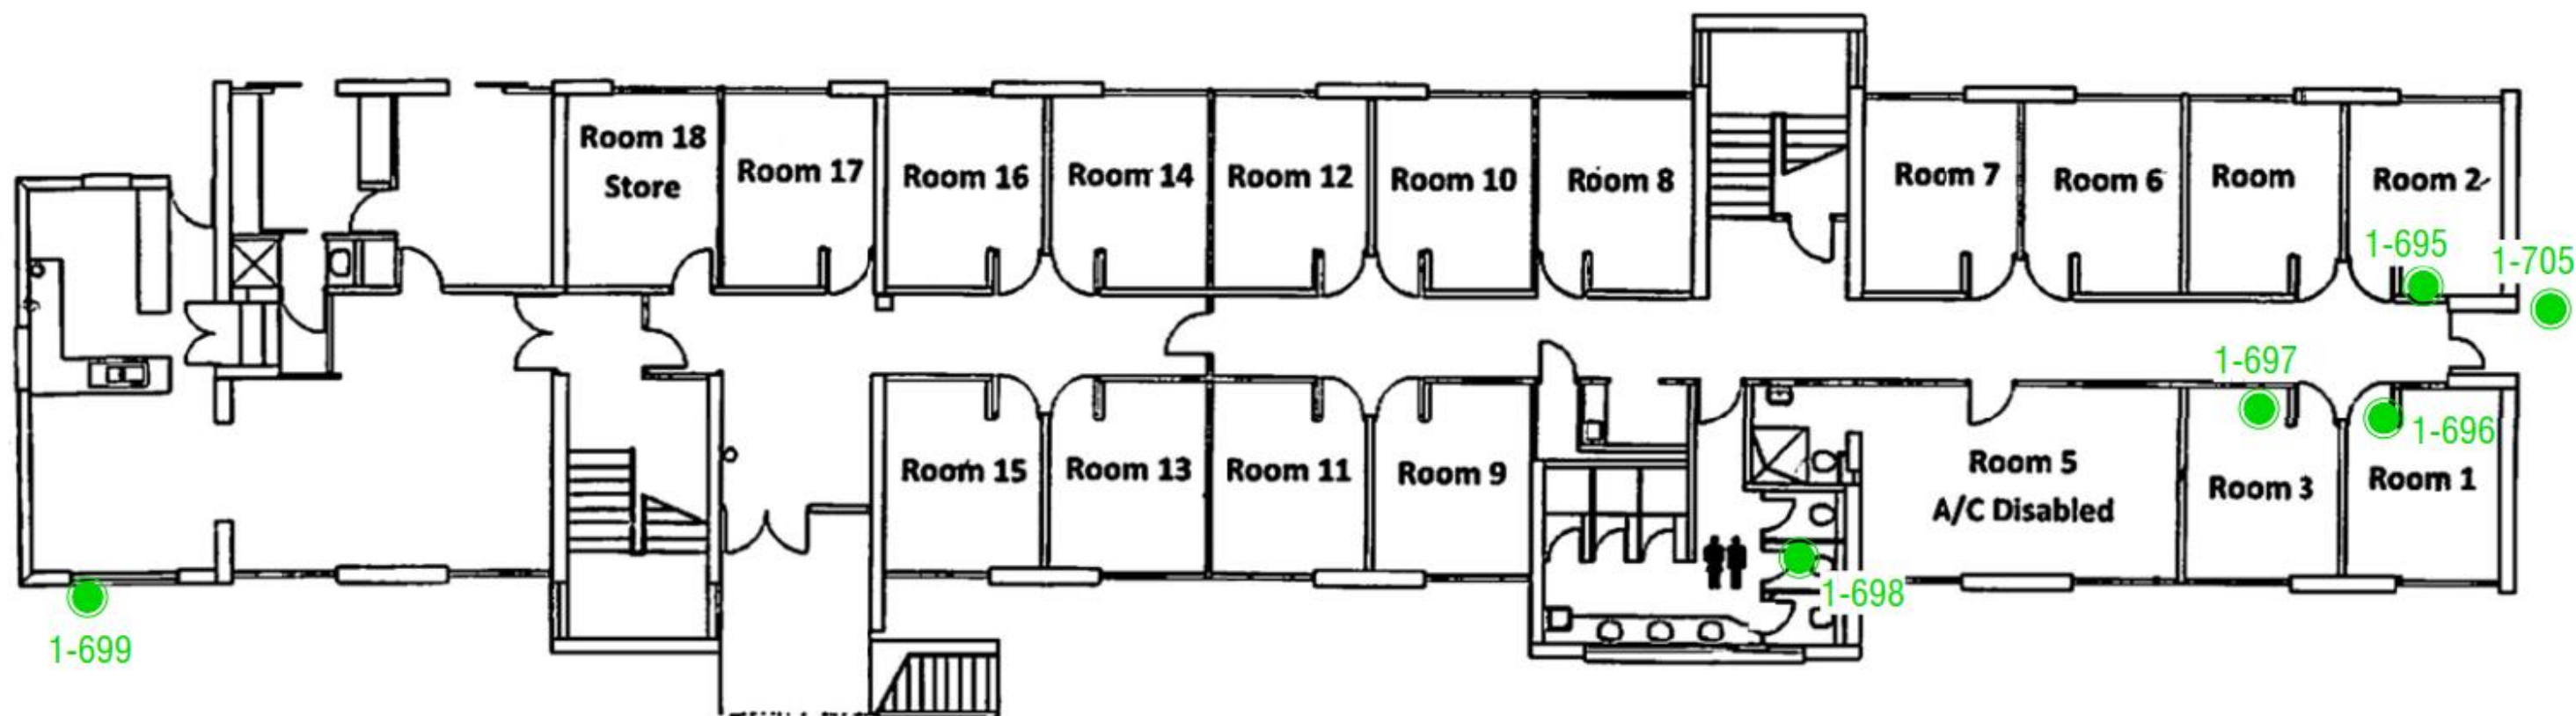 Room 18
Store
Room 17
Room 16
Room 14
Room 12
Room 10
Room 8
Room 7
Room 6
Room
Room 2
1-695
1-705
1-697
1-696
Room 15
Room 13
Room 11
Room 9
Room 5
A/C Disabled
Room 3
Room 1
1-698
1-699